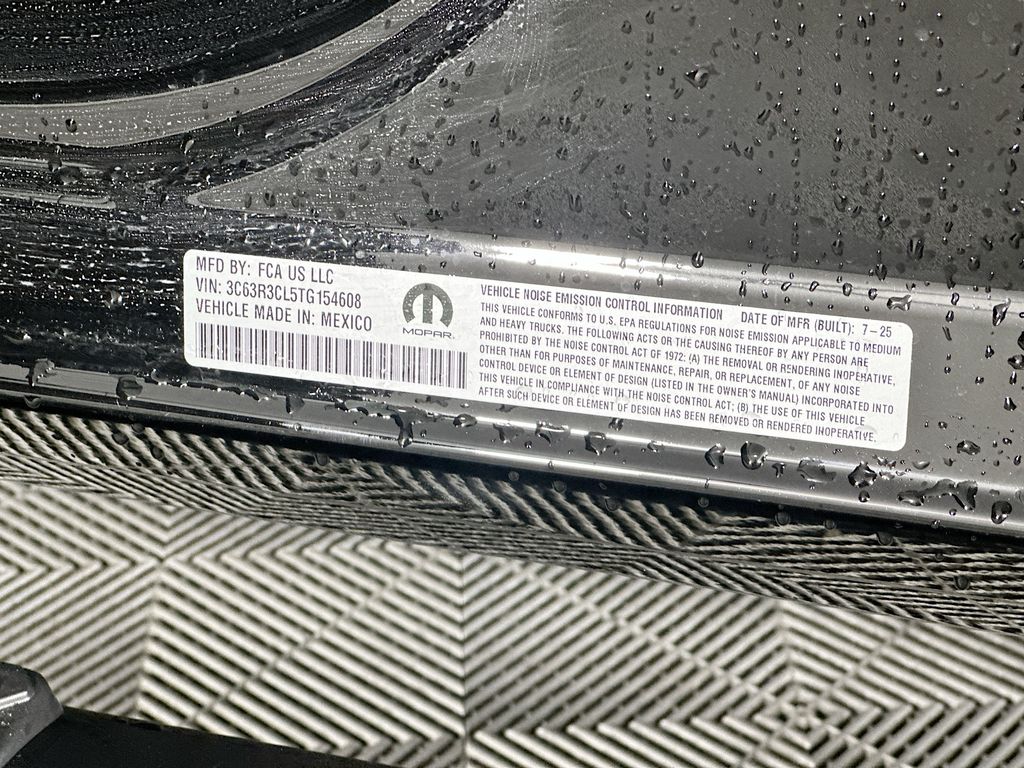 MFD BY: FCA US LLC
VIN: 3C63R3CL5TG154608
VEHICLE MADE IN: MEXICO
MOPAR
VEHICLE NOISE EMISSION CONTROL INFORMATION DATE OF MFR (BUILT): 7-25
THIS VEHICLE CONFORMS TO U.S. EPA REGULATIONS FOR NOISE EMISSION APPLICABLE TO MEDIUM
AND HEAVY TRUCKS. THE FOLLOWING ACTS OR THE CAUSING THEREOF BY ANY PERSON ARE
PROHIBITED BY THE NOISE CONTROL ACT OF 1972: (A) THE REMOVAL OR RENDERING INOPERATIVE,
OTHER THAN FOR PURPOSES OF MAINTENANCE, REPAIR, OR REPLACEMENT, OF ANY NOISE
CONTROL DEVICE OR ELEMENT OF DESIGN (LISTED IN THE OWNER'S MANUAL) INCORPORATED INTO
THIS VEHICLE IN COMPLIANCE WITH THE NOISE CONTROL ACT; (B) THE USE OF THIS VEHICLE
AFTER SUCH DEVICE OR ELEMENT OF DESIGN HAS BEEN REMOVED OR RENDERED INOPERATIVE.